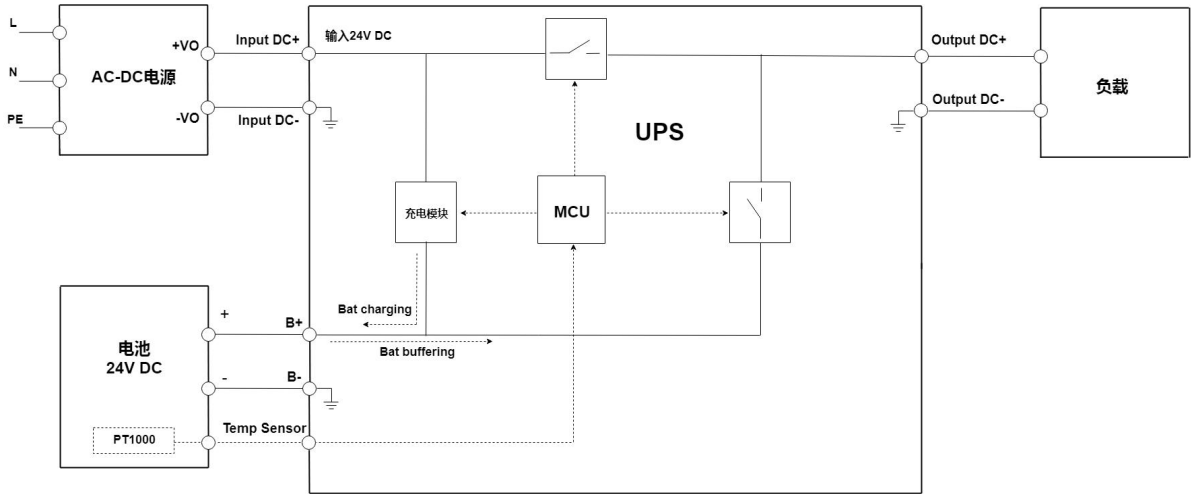 L
N
PE
AC-DC电源
+VO
-VO
Input DC+
Input DC-
输入24V DC
UPS
Output DC+
Output DC-
负载
充电模块
MCU
Bat charging
Bat buffering
电池
24V DC
+
-
B+
B-
PT1000
Temp Sensor